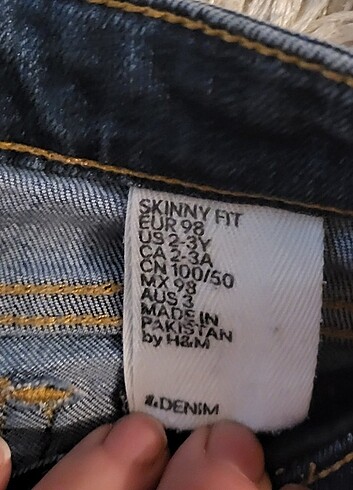 SKINNY FIT
EUR 98
US 2-3Y
CA 2-3A
CN 100/50
MX 98
AUS 3
MADE IN
PAKISTAN
by H&M
&DENIM